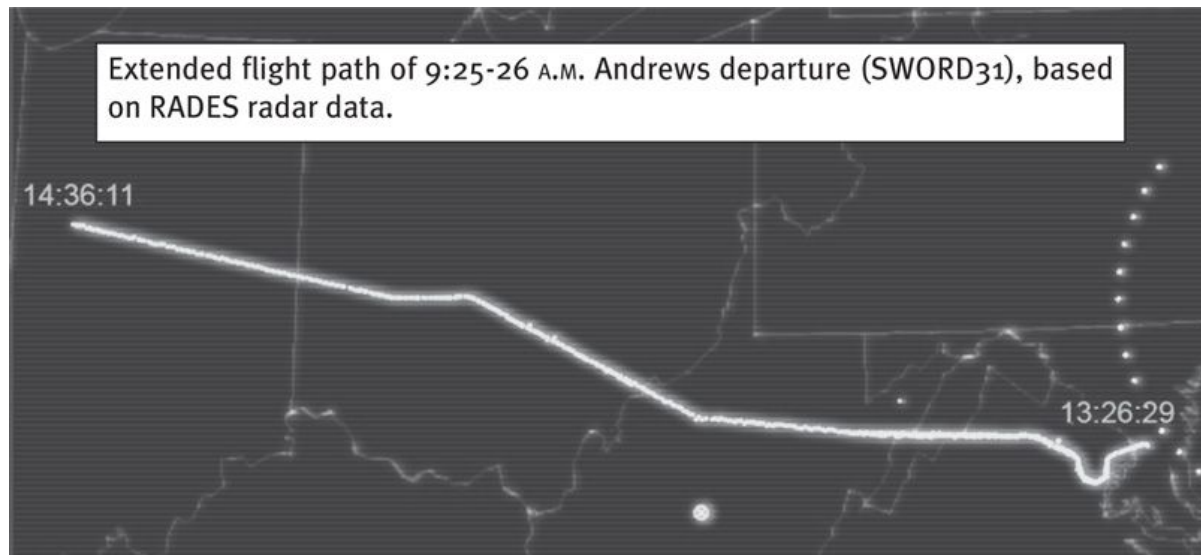 Extended flight path of 9:25-26 A.M. Andrews departure (SWORD31), based
on RADES radar data.
14:36:11
13:26:29